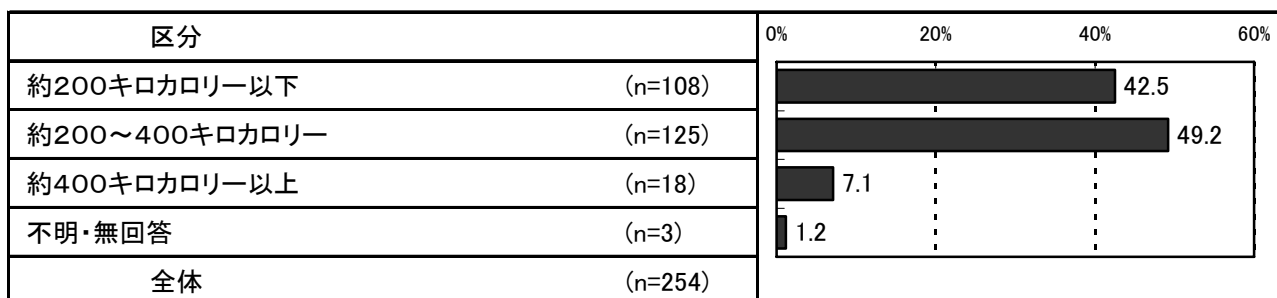 区分 0% 20% 40% 60%
約200キロカロリー以下 (n=108) 42.5
約200～400キロカロリー (n=125) 49.2
約400キロカロリー以上 (n=18) 7.1
不明・無回答 (n=3) 1.2
全体 (n=254)